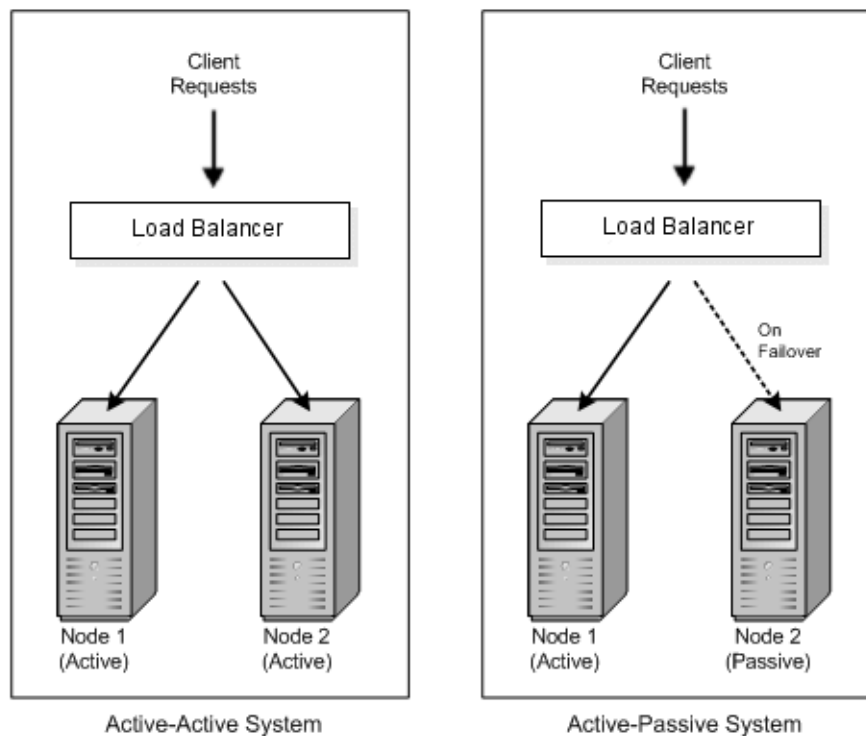 Client
Requests
Load Balancer
Node 1
(Active)
Node 2
(Active)
Active-Active System
Client
Requests
Load Balancer
On
Failover
Node 1
(Active)
Node 2
(Passive)
Active-Passive System